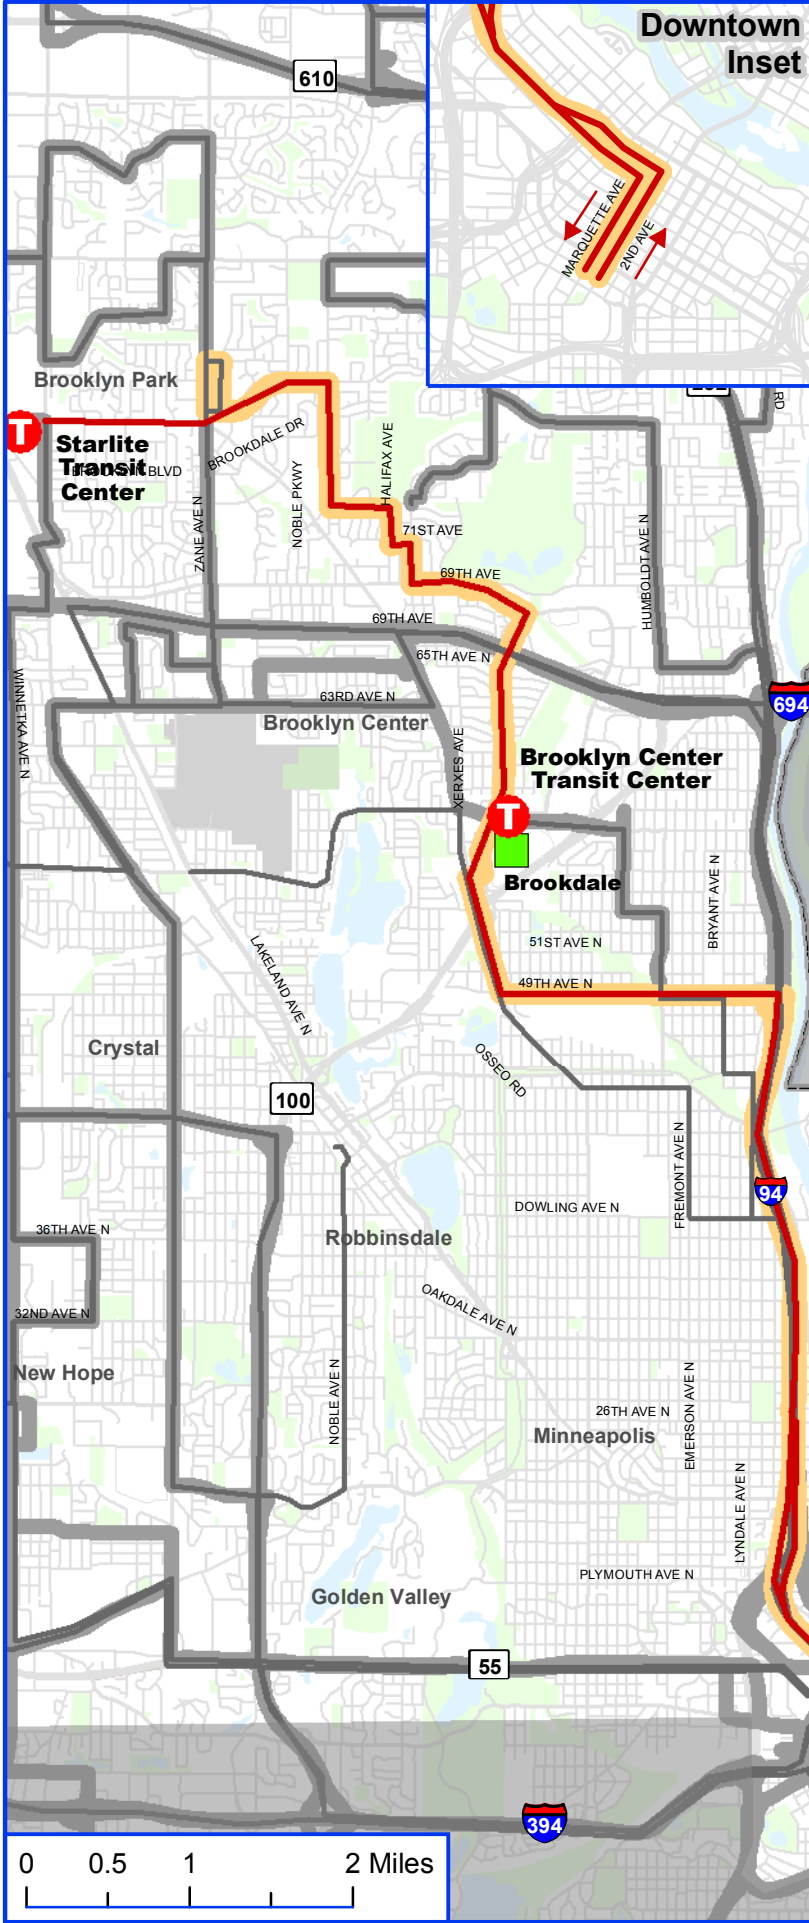 Downtown
Inset
610
MARQUETTE AVE
2ND AVE
Brooklyn Park
RD
Starlite
Transit
Center
BLVD
BROOKDALE DR
HALIFAX AVE
NOBLE PKWY
ZANE AVE N
71ST AVE
HUMBOLDT AVE N
69TH AVE
69TH AVE
65TH AVE N
WINNETKA AVE N
63RD AVE N
694
Brooklyn Center
XERXES AVE
Brooklyn Center
Transit Center
T
T
Brookdale
BRYANT AVE N
51ST AVE N
LAKELAND AVE N
49TH AVE N
Crystal
OSSEO RD
100
FREMONT AVE N
94
DOWLING AVE N
36TH AVE N
Robbinsdale
OAKDALE AVE N
32ND AVE N
New Hope
NOBLE AVE N
EMERSON AVE N
26TH AVE N
Minneapolis
LYNDALE AVE N
PLYMOUTH AVE N
Golden Valley
55
394
0 0.5 1 2 Miles